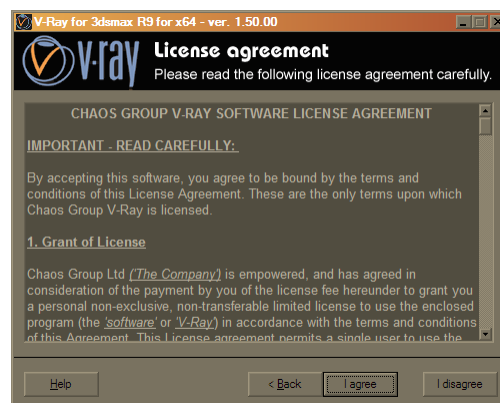 V-Ray for 3dsmax R9 for x64 - ver. 1.50.00
v·ray
License agreement
Please read the following license agreement carefully.
CHAOS GROUP V-RAY SOFTWARE LICENSE AGREEMENT
IMPORTANT - READ CAREFULLY:
By accepting this software, you agree to be bound by the terms and
conditions of this License Agreement. These are the only terms upon which
Chaos Group V-Ray is licensed.
1. Grant of License
Chaos Group Ltd ('The Company') is empowered, and has agreed in
consideration of the payment by you of the license fee hereunder to grant you
a personal non-exclusive, non-transferable limited license to use the enclosed
program (the 'software' or 'V-Ray') in accordance with the terms and conditions
of this Agreement. This License agreement permits a single user to use the
Help
< Back
I agree
I disagree